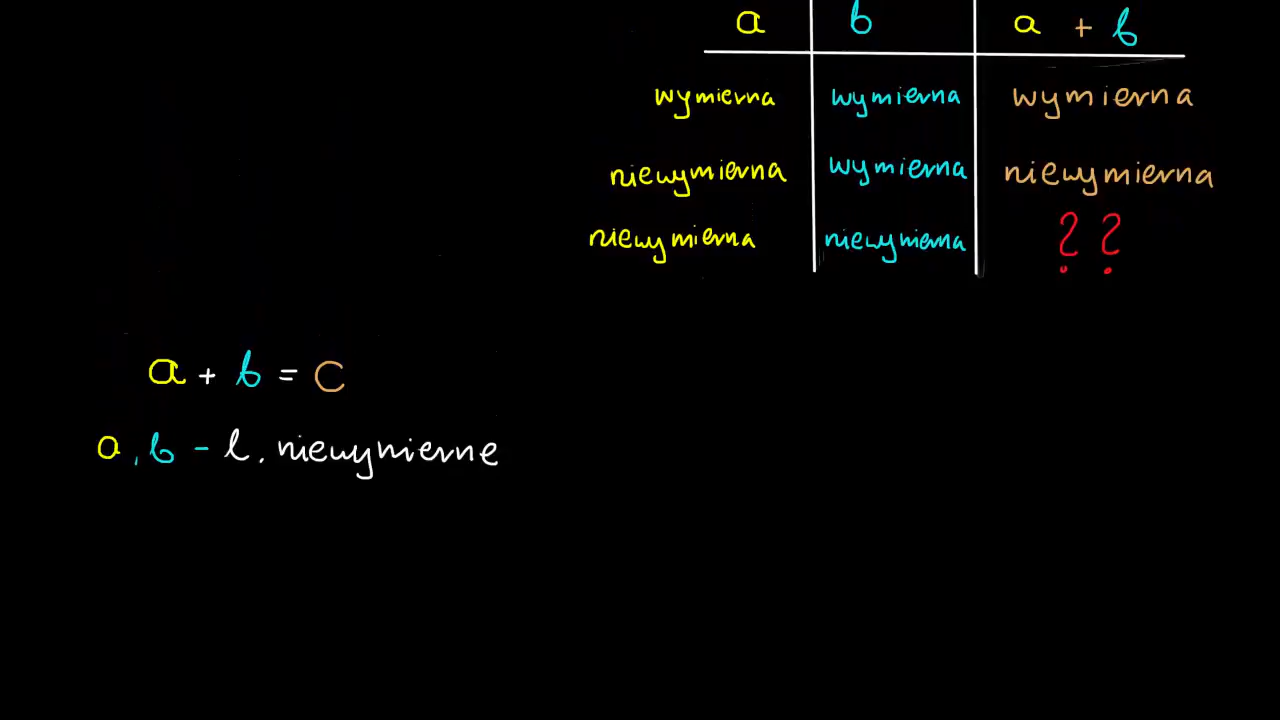 a b a + b
wymierna wymierna wymierna
niewymierna wymierna niewymierna
niewymierna niewymierna ??
a + b = c
a, b - l. niewymierne